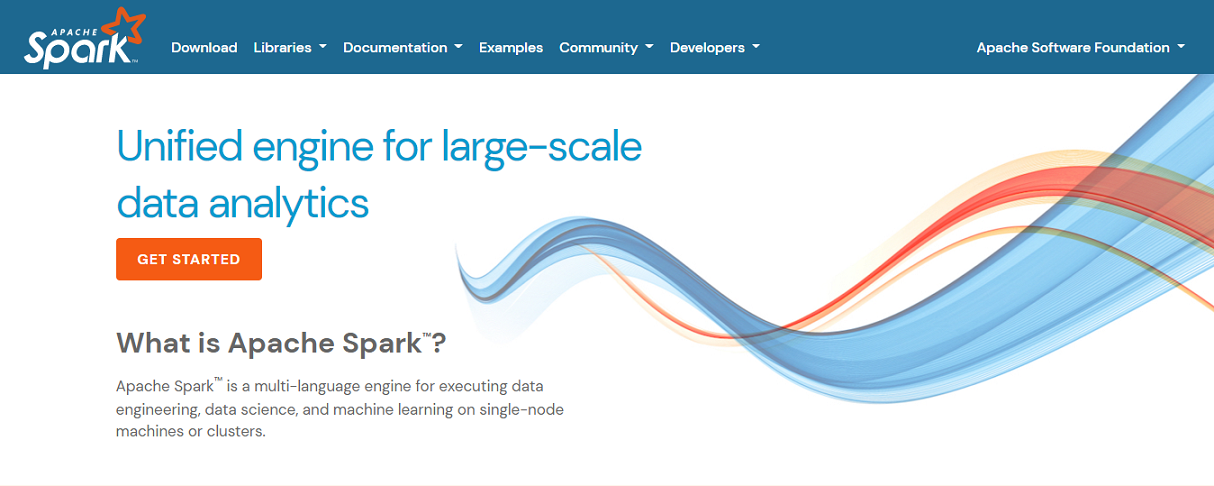 APACHE
Spark™
Download Libraries Documentation Examples Community Developers Apache Software Foundation
Unified engine for large-scale
data analytics
GET STARTED
What is Apache Spark™?
Apache Spark™ is a multi-language engine for executing data
engineering, data science, and machine learning on single-node
machines or clusters.